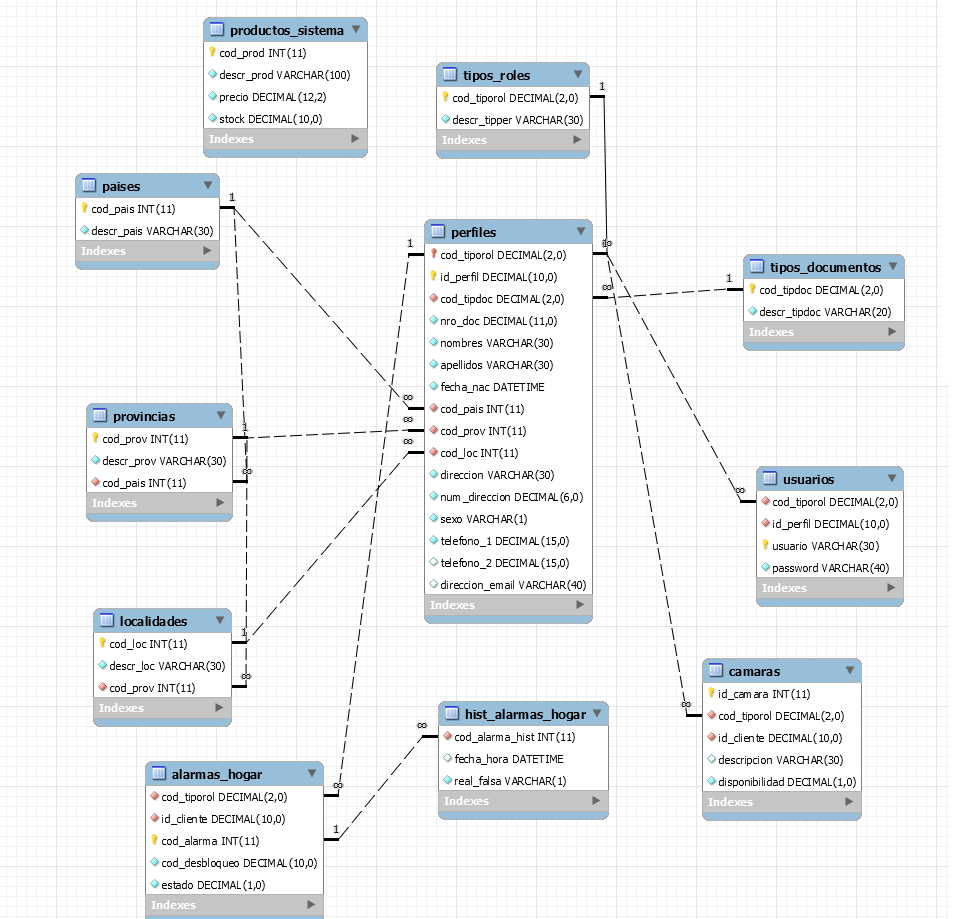 productos_sistema
cod_prod INT(11)
descr_prod VARCHAR(100)
precio DECIMAL(12,2)
stock DECIMAL(10,0)
Indexes
tipos_roles
cod_tiporol DECIMAL(2,0)
descr_tipper VARCHAR(30)
Indexes
1
paises
cod_pais INT(11)
descr_pais VARCHAR(30)
Indexes
1
perfiles
cod_tiporol DECIMAL(2,0)
id_perfil DECIMAL(10,0)
cod_tipdoc DECIMAL(2,0)
nro_doc DECIMAL(11,0)
nombres VARCHAR(30)
apellidos VARCHAR(30)
fecha_nac DATETIME
cod_pais INT(11)
cod_prov INT(11)
cod_loc INT(11)
direccion VARCHAR(30)
num_direccion DECIMAL(6,0)
sexo VARCHAR(1)
telefono_1 DECIMAL(15,0)
telefono_2 DECIMAL(15,0)
direccion_email VARCHAR(40)
Indexes
1
∞
∞
∞
∞
∞
tipos_documentos
cod_tipdoc DECIMAL(2,0)
descr_tipdoc VARCHAR(20)
Indexes
1
provincias
cod_prov INT(11)
descr_prov VARCHAR(30)
cod_pais INT(11)
Indexes
1
∞
usuarios
cod_tiporol DECIMAL(2,0)
id_perfil DECIMAL(10,0)
usuario VARCHAR(30)
password VARCHAR(40)
Indexes
∞
localidades
cod_loc INT(11)
descr_loc VARCHAR(30)
cod_prov INT(11)
Indexes
1
∞
camaras
id_camara INT(11)
cod_tiporol DECIMAL(2,0)
id_cliente DECIMAL(10,0)
descripcion VARCHAR(30)
disponibilidad DECIMAL(1,0)
Indexes
∞
hist_alarmas_hogar
cod_alarma_hist INT(11)
fecha_hora DATETIME
real_falsa VARCHAR(1)
Indexes
∞
alarmas_hogar
cod_tiporol DECIMAL(2,0)
id_cliente DECIMAL(10,0)
cod_alarma INT(11)
cod_desbloqueo DECIMAL(10,0)
estado DECIMAL(1,0)
Indexes
∞
1